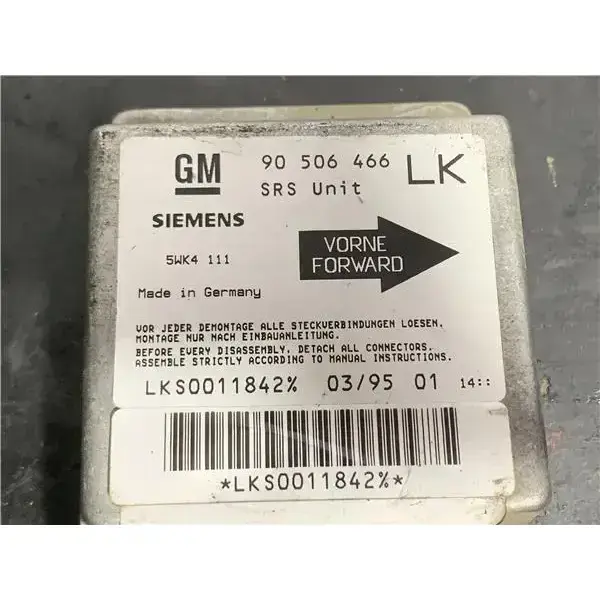 GM 90 506 466 LK
SRS Unit
SIEMENS
5WK4 111
VORNE
FORWARD
Made in Germany
VOR JEDER DEMONTAGE ALLE STECKVERBINDUNGEN LOESEN.
MONTAGE NUR NACH EINBAUANLEITUNG.
BEFORE EVERY DISASSEMBLY, DETACH ALL CONNECTORS.
ASSEMBLE STRICTLY ACCORDING TO MANUAL INSTRUCTIONS.
LKS0011842% 03/95 01 14::
*LKS0011842%*